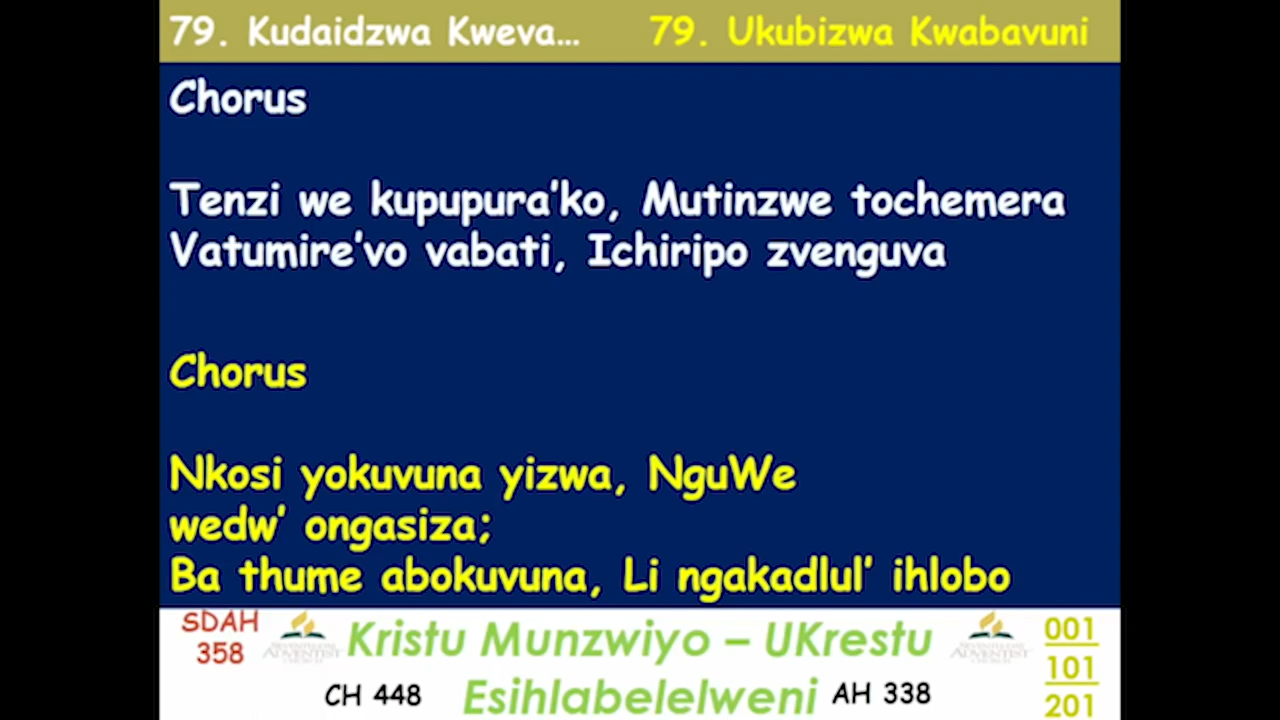 79. Kudaidzwa Kweva... 79. Ukubizwa Kwabavuni
Chorus
Tenzi we kupupura'ko, Mutinzwe tochemera
Vatumire'vo vabati, Ichiripo zvenguva
Chorus
Nkosi yokuvuna yizwa, NguWe
wedw' ongasiza;
Ba thume abokuvuna, Li ngakadlul' ihlobo
SDAH
358
Kristu Munzwiyo – UKrestu
Esihlabelelweni
CH 448
AH 338
001
101
201